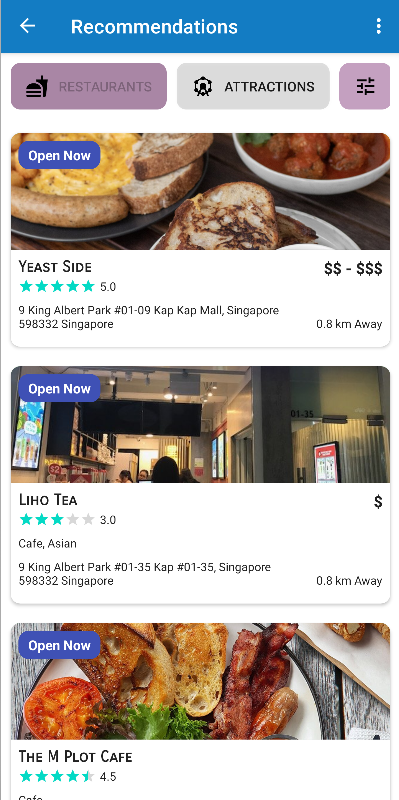 Recommendations
RESTAURANTS
ATTRACTIONS
Open Now
YEAST SIDE
$$ - $$$
5.0
9 King Albert Park #01-09 Kap Kap Mall, Singapore
598332 Singapore
0.8 km Away
Open Now
01-35
LIHO TEA
$
3.0
Cafe, Asian
9 King Albert Park #01-35 Kap #01-35, Singapore
598332 Singapore
0.8 km Away
Open Now
THE M PLOT CAFE
4.5
Cafe